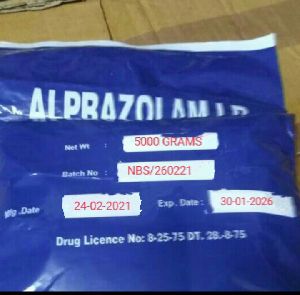 ALPRAZOLAM I.P.
Net Wt : 5000 GRAMS
Batch No : NBS/260221
Mfg .Date 24-02-2021 Exp. Date : 30-01-2026
Drug Licence No: 8-25-75 DT. 28.-8-75